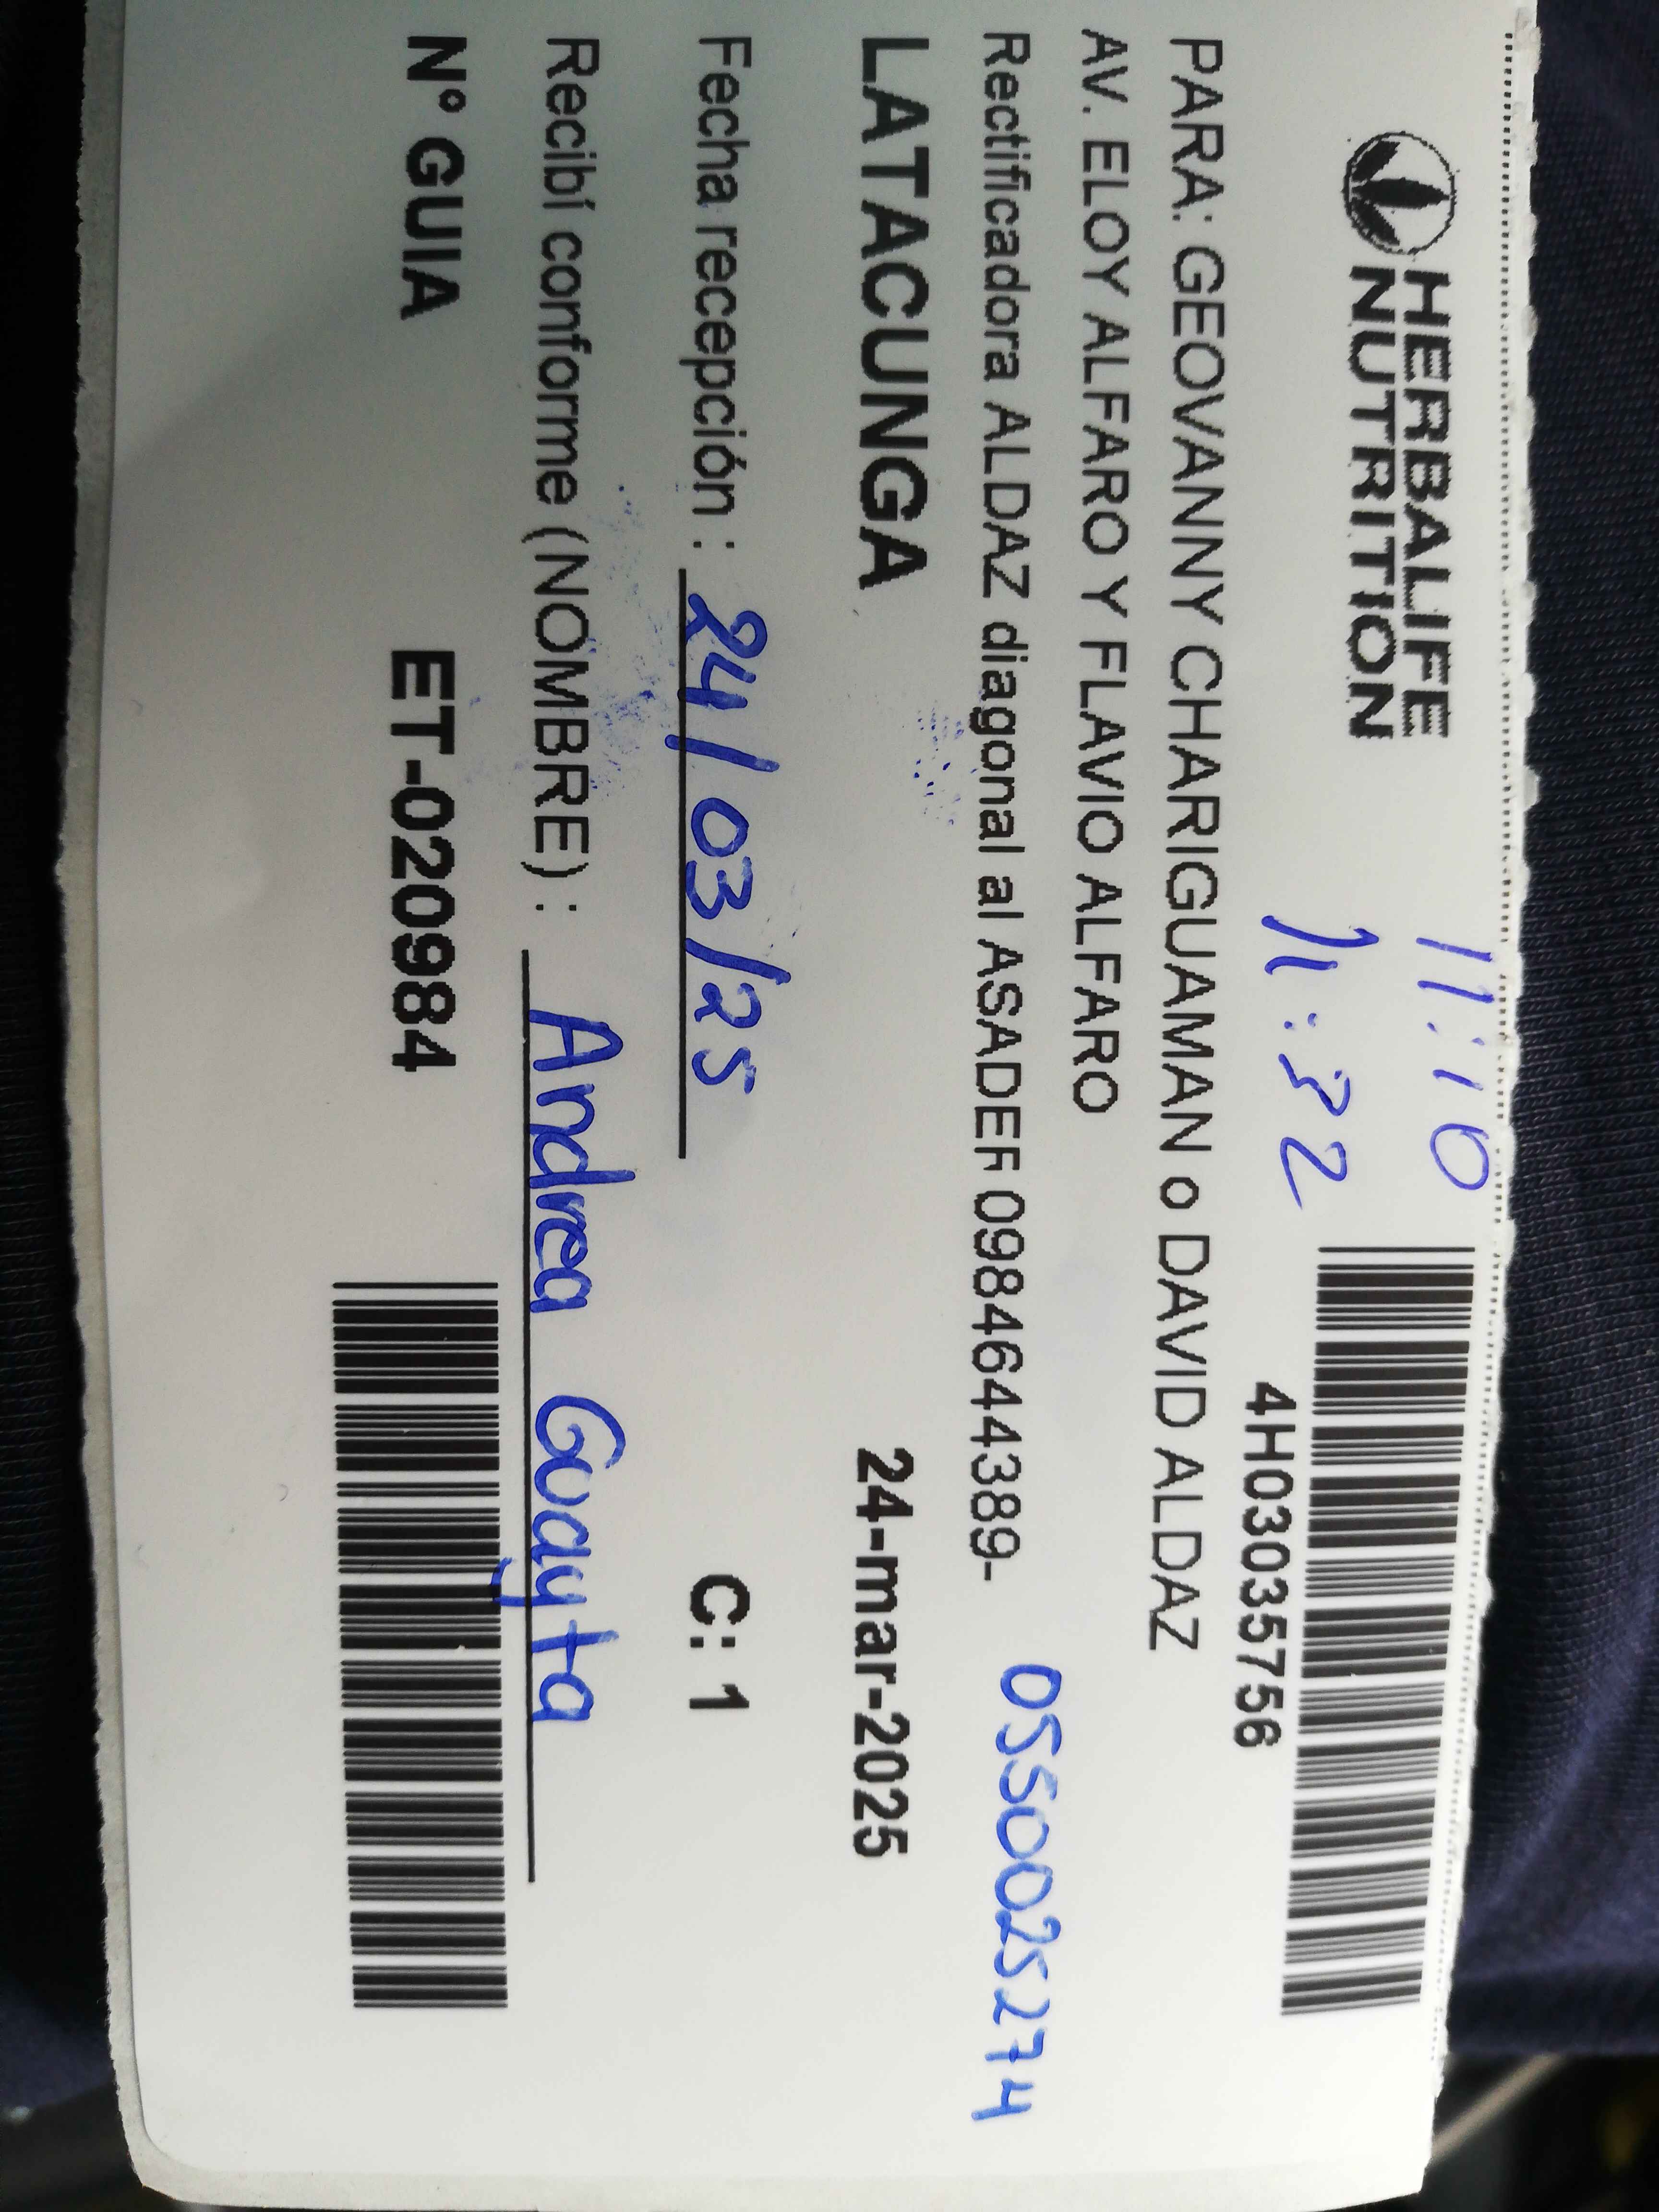 HERBALIFE
NUTRITION
11:10
11:32
4H03035756
PARA: GEOVANNY CHARIGUAMAN o DAVID ALDAZ
AV. ELOY ALFARO Y FLAVIO ALFARO
Rectificadora ALDAZ diagonal al ASADEF 0984644389-
0550025274
LATACUNGA
24-mar-2025
Fecha recepción : 24/03/25
C: 1
Recibí conforme (NOMBRE) : Andrea Guayta
N° GUIA
ET-020984